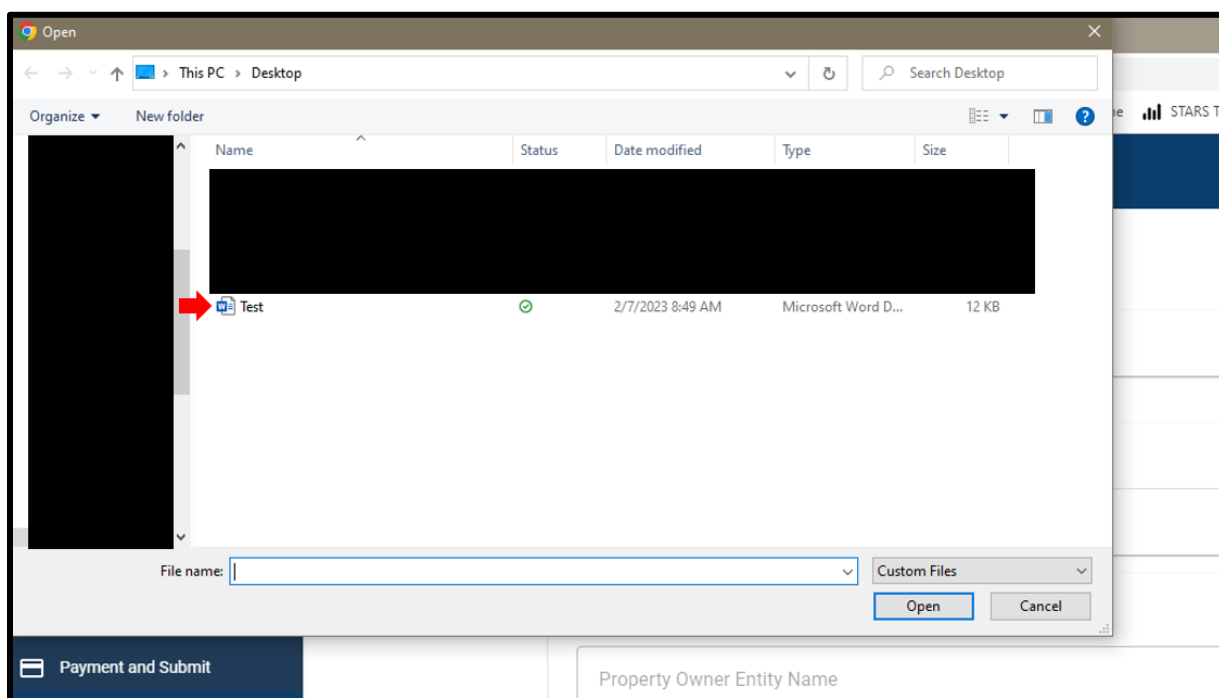 Open
This PC > Desktop
Search Desktop
Organize
New folder
STARS T
Name
Status
Date modified
Type
Size
Test
2/7/2023 8:49 AM
Microsoft Word D...
12 KB
File name:
Custom Files
Open
Cancel
Payment and Submit
Property Owner Entity Name